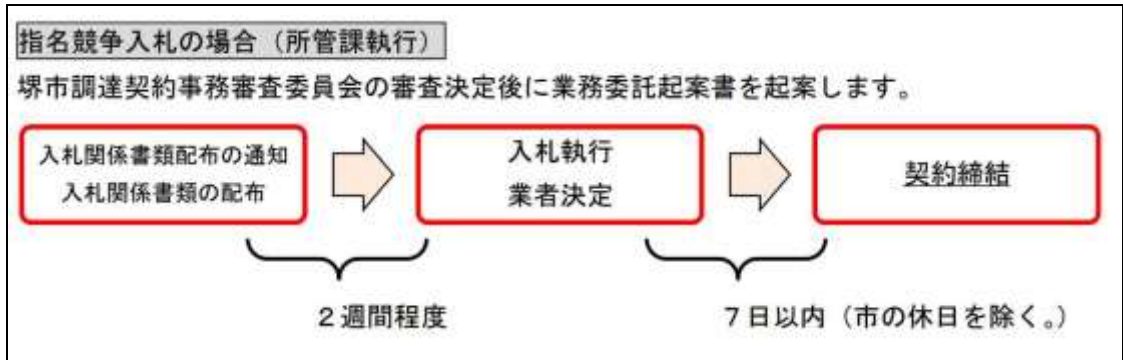 指名競争入札の場合（所管課執行）
堺市調達契約事務審査委員会の審査決定後に業務委託起案書を起案します。
入札関係書類配布の通知
入札関係書類の配布
入札執行
業者決定
契約締結
２週間程度
７日以内（市の休日を除く。）